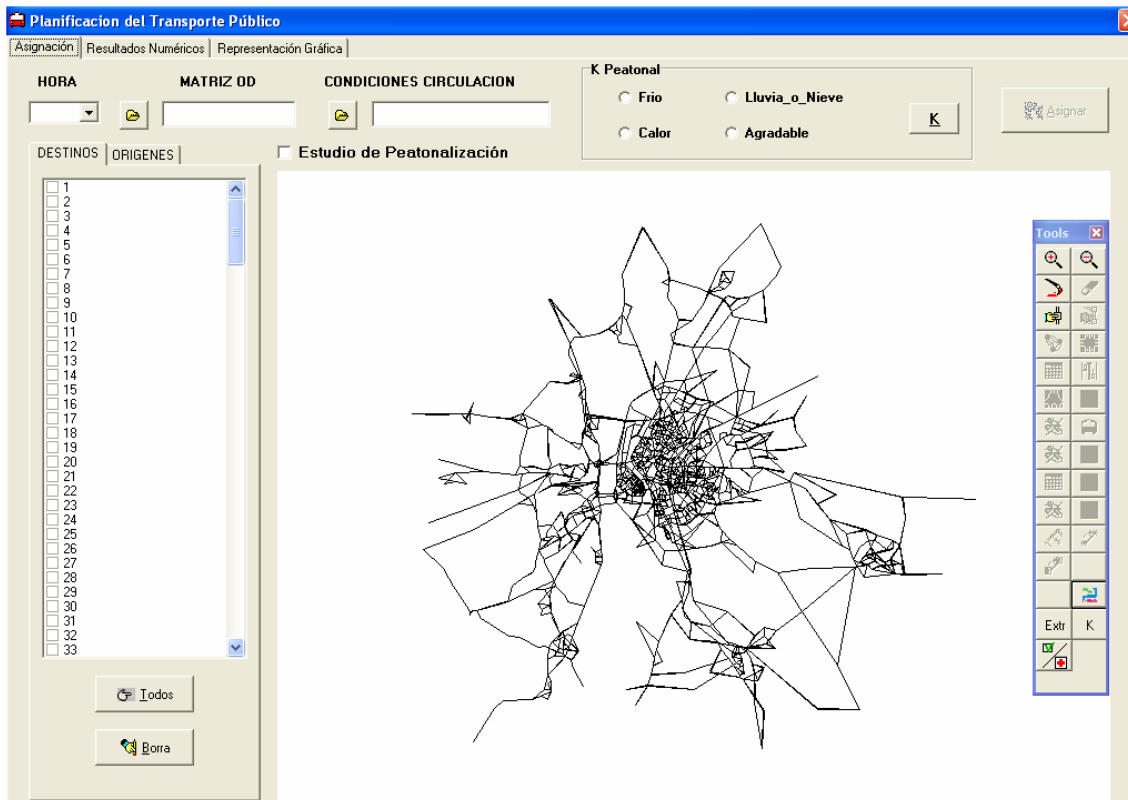 Planificacion del Transporte Público
Asignación Resultados Numéricos Representación Gráfica
HORA MATRIZ OD CONDICIONES CIRCULACION
K Peatonal
Frio Lluvia_o_Nieve
Calor Agradable
K
Asignar
DESTINOS ORIGENES
Estudio de Peatonalización
1
2
3
4
5
6
7
8
9
10
11
12
13
14
15
16
17
18
19
20
21
22
23
24
25
26
27
28
29
30
31
32
33
Todos
Borra
Tools
Extr K